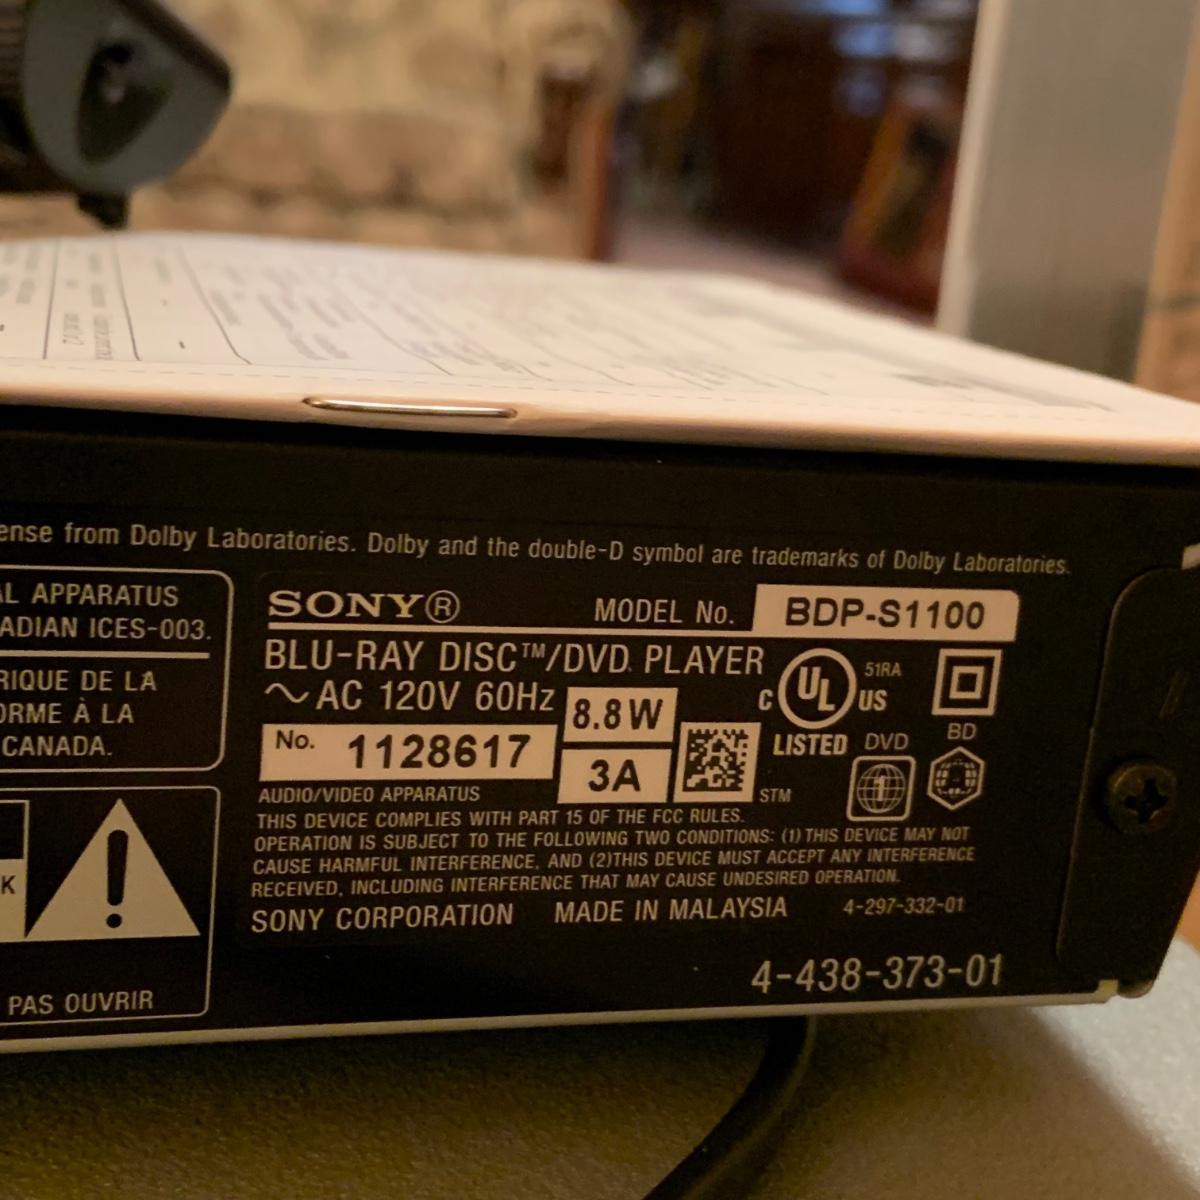 ense from Dolby Laboratories. Dolby and the double-D symbol are trademarks of Dolby Laboratories.
L APPARATUS
ADIAN ICES-003.
RIQUE DE LA
ORME À LA
CANADA.
K
PAS OUVRIR
SONY® MODEL No. BDP-S1100
BLU-RAY DISC™/DVD PLAYER
~ AC 120V 60Hz 8.8W
No. 1128617 3A
C UL US 51RA
LISTED DVD BD
1
AUDIO/VIDEO APPARATUS STM
THIS DEVICE COMPLIES WITH PART 15 OF THE FCC RULES.
OPERATION IS SUBJECT TO THE FOLLOWING TWO CONDITIONS: (1) THIS DEVICE MAY NOT
CAUSE HARMFUL INTERFERENCE, AND (2)THIS DEVICE MUST ACCEPT ANY INTERFERENCE
RECEIVED, INCLUDING INTERFERENCE THAT MAY CAUSE UNDESIRED OPERATION.
SONY CORPORATION MADE IN MALAYSIA 4-297-332-01
4-438-373-01